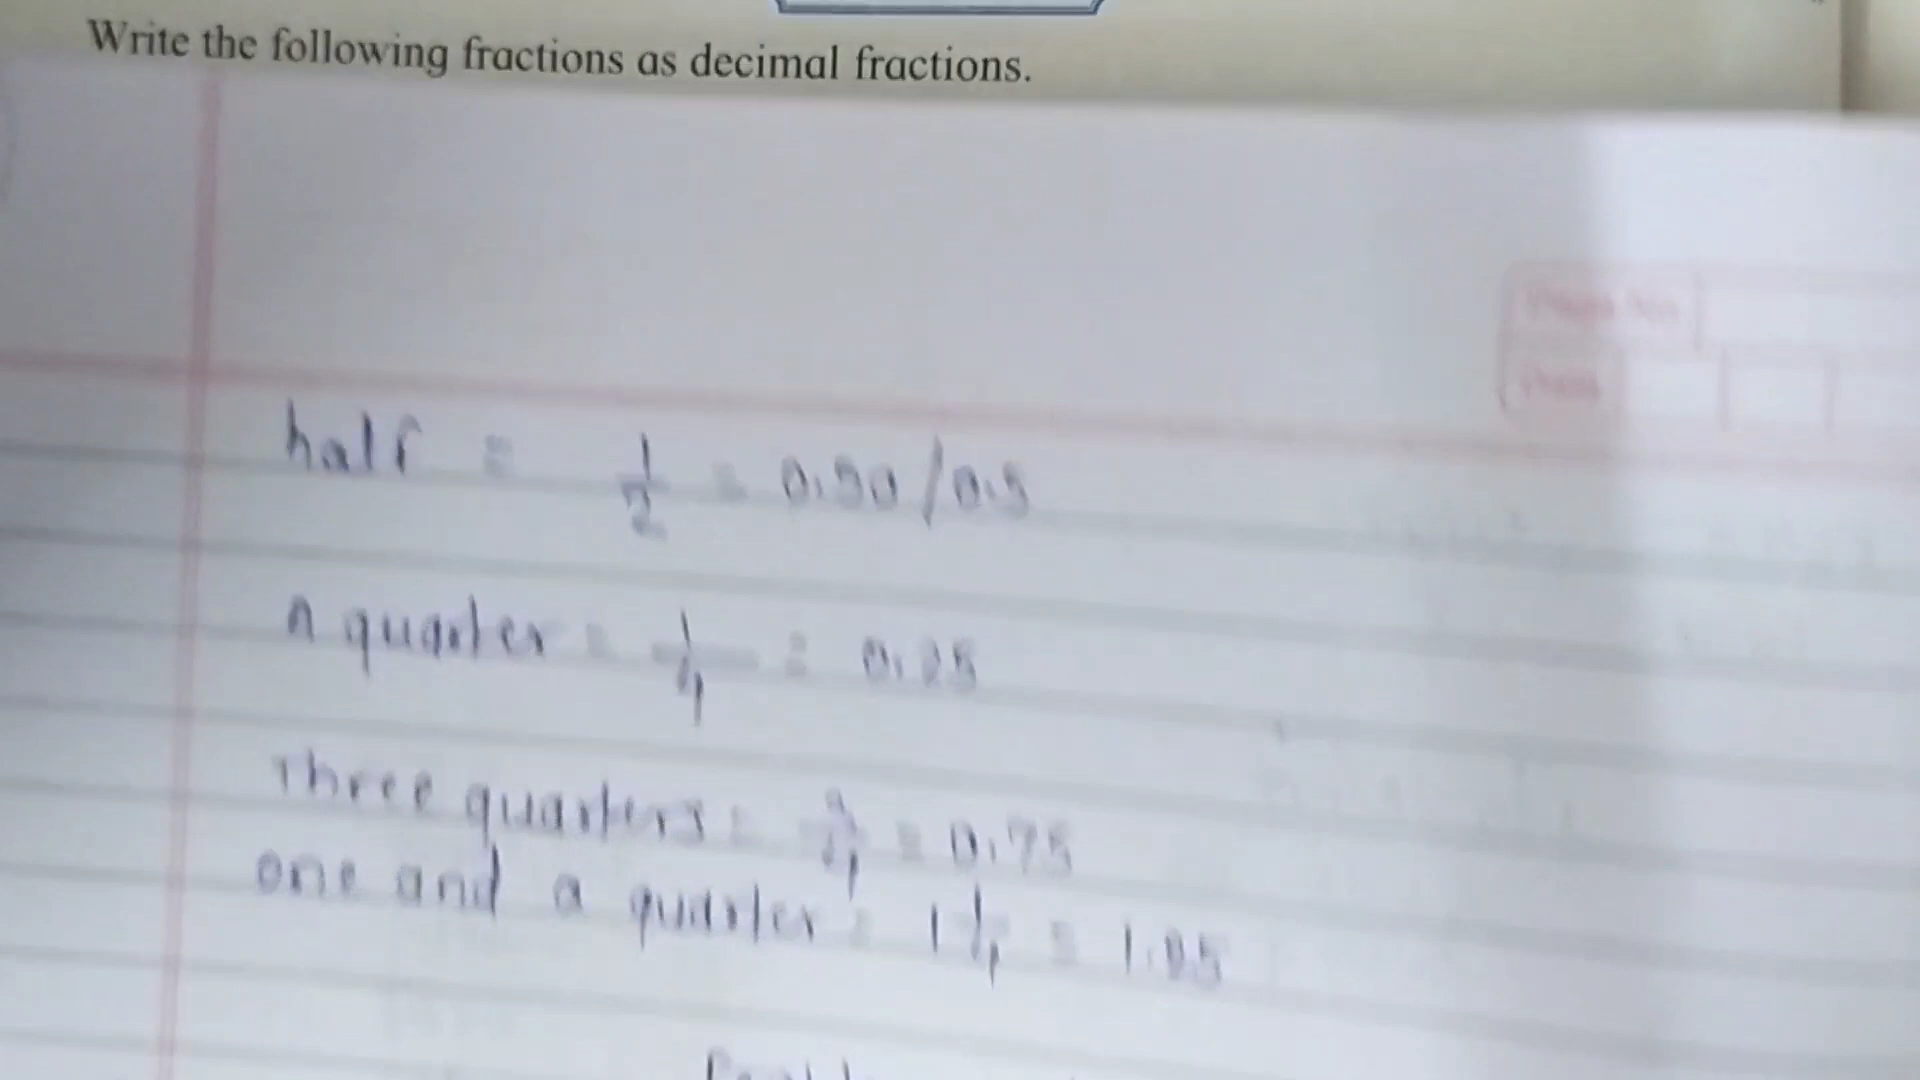 Write the following fractions as decimal fractions.
half = 1/2 = 0.50/0.5
a quarter = 1/4 = 0.25
Three quarters = 3/4 = 0.75
one and a quarter = 1 1/4 = 1.25